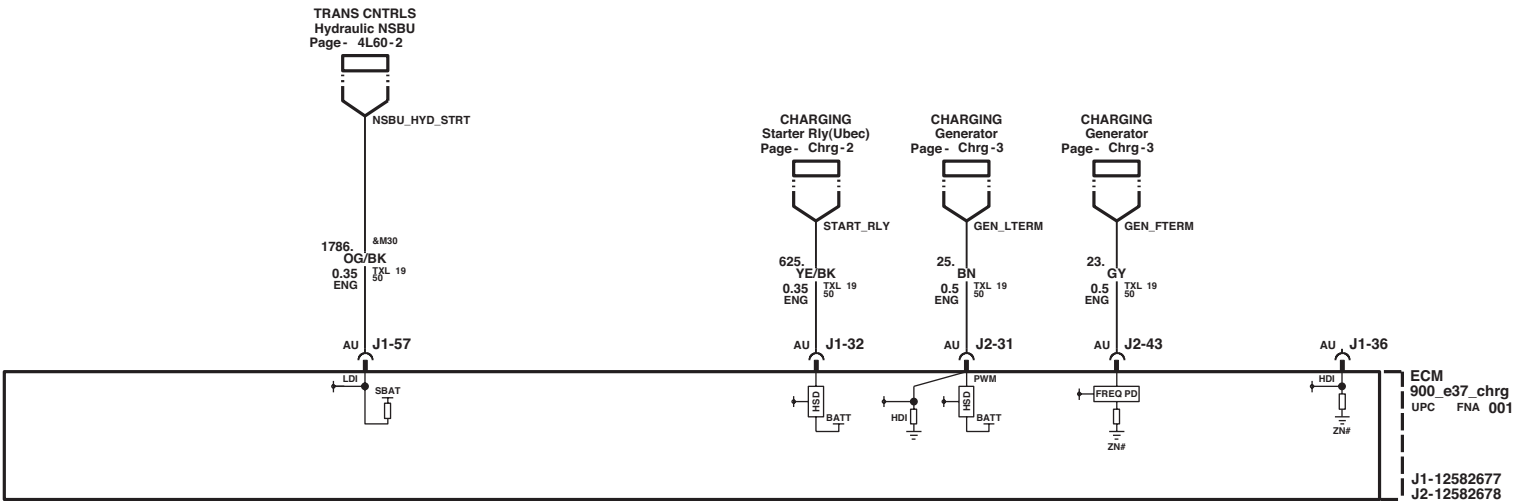 TRANS CNTRLS
Hydraulic NSBU
Page- 4L60-2
NSBU_HYD_STRT
CHARGING
Starter Rly(Ubec)
Page- Chrg-2
START_RLY
CHARGING
Generator
Page- Chrg-3
GEN_LTERM
CHARGING
Generator
Page- Chrg-3
GEN_FTERM
1786.
&M30
OG/BK
0.35
ENG
TXL 19
50
625.
YE/BK
0.35
ENG
TXL 19
50
25.
BN
0.5
ENG
TXL 19
50
23.
GY
0.5
ENG
TXL 19
50
AU J1-57
AU J1-32
AU J2-31
AU J2-43
AU J1-36
LDI
SBAT
HSD
BATT
HDI
PWM
HSD
BATT
FREQ PD
ZN#
HDI
ZN#
ECM
900_e37_chrg
UPC FNA 001
J1-12582677
J2-12582678